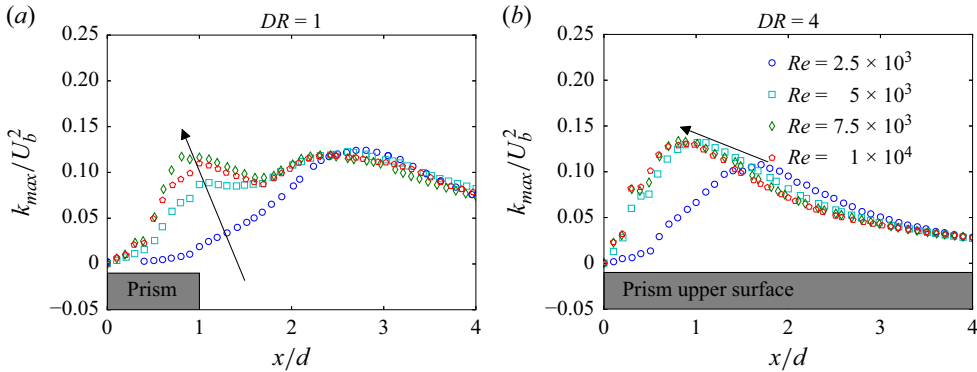 (a)
DR = 1
0.25
0.20
0.15
0.10
0.05
0
−0.05
k_max/U_b^2
Prism
0 1 2 3 4
x/d
(b)
DR = 4
0.25
0.20
0.15
0.10
0.05
0
−0.05
k_max/U_b^2
Re = 2.5 × 10^3
Re = 5 × 10^3
Re = 7.5 × 10^3
Re = 1 × 10^4
Prism upper surface
0 1 2 3 4
x/d